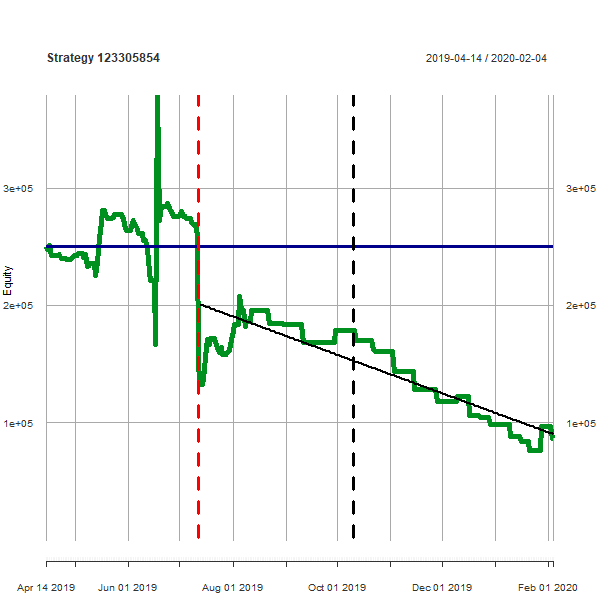 Strategy 123305854
2019-04-14 / 2020-02-04
3e+05
3e+05
Equity
2e+05
2e+05
1e+05
1e+05
Apr 14 2019
Jun 01 2019
Aug 01 2019
Oct 01 2019
Dec 01 2019
Feb 01 2020